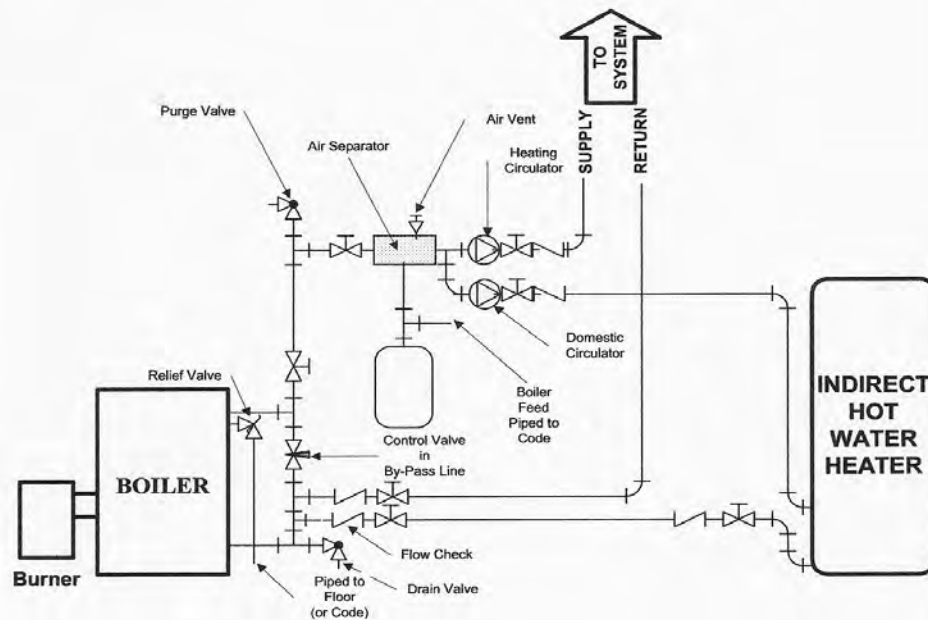 TO
SYSTEM
Purge Valve
Air Vent
Air Separator
Heating
Circulator
SUPPLY
RETURN
Domestic
Circulator
Relief Valve
Boiler
Feed
Piped to
Code
INDIRECT
HOT
WATER
HEATER
Control Valve
in
By-Pass Line
BOILER
Burner
Flow Check
Piped to
Floor
(or Code)
Drain Valve